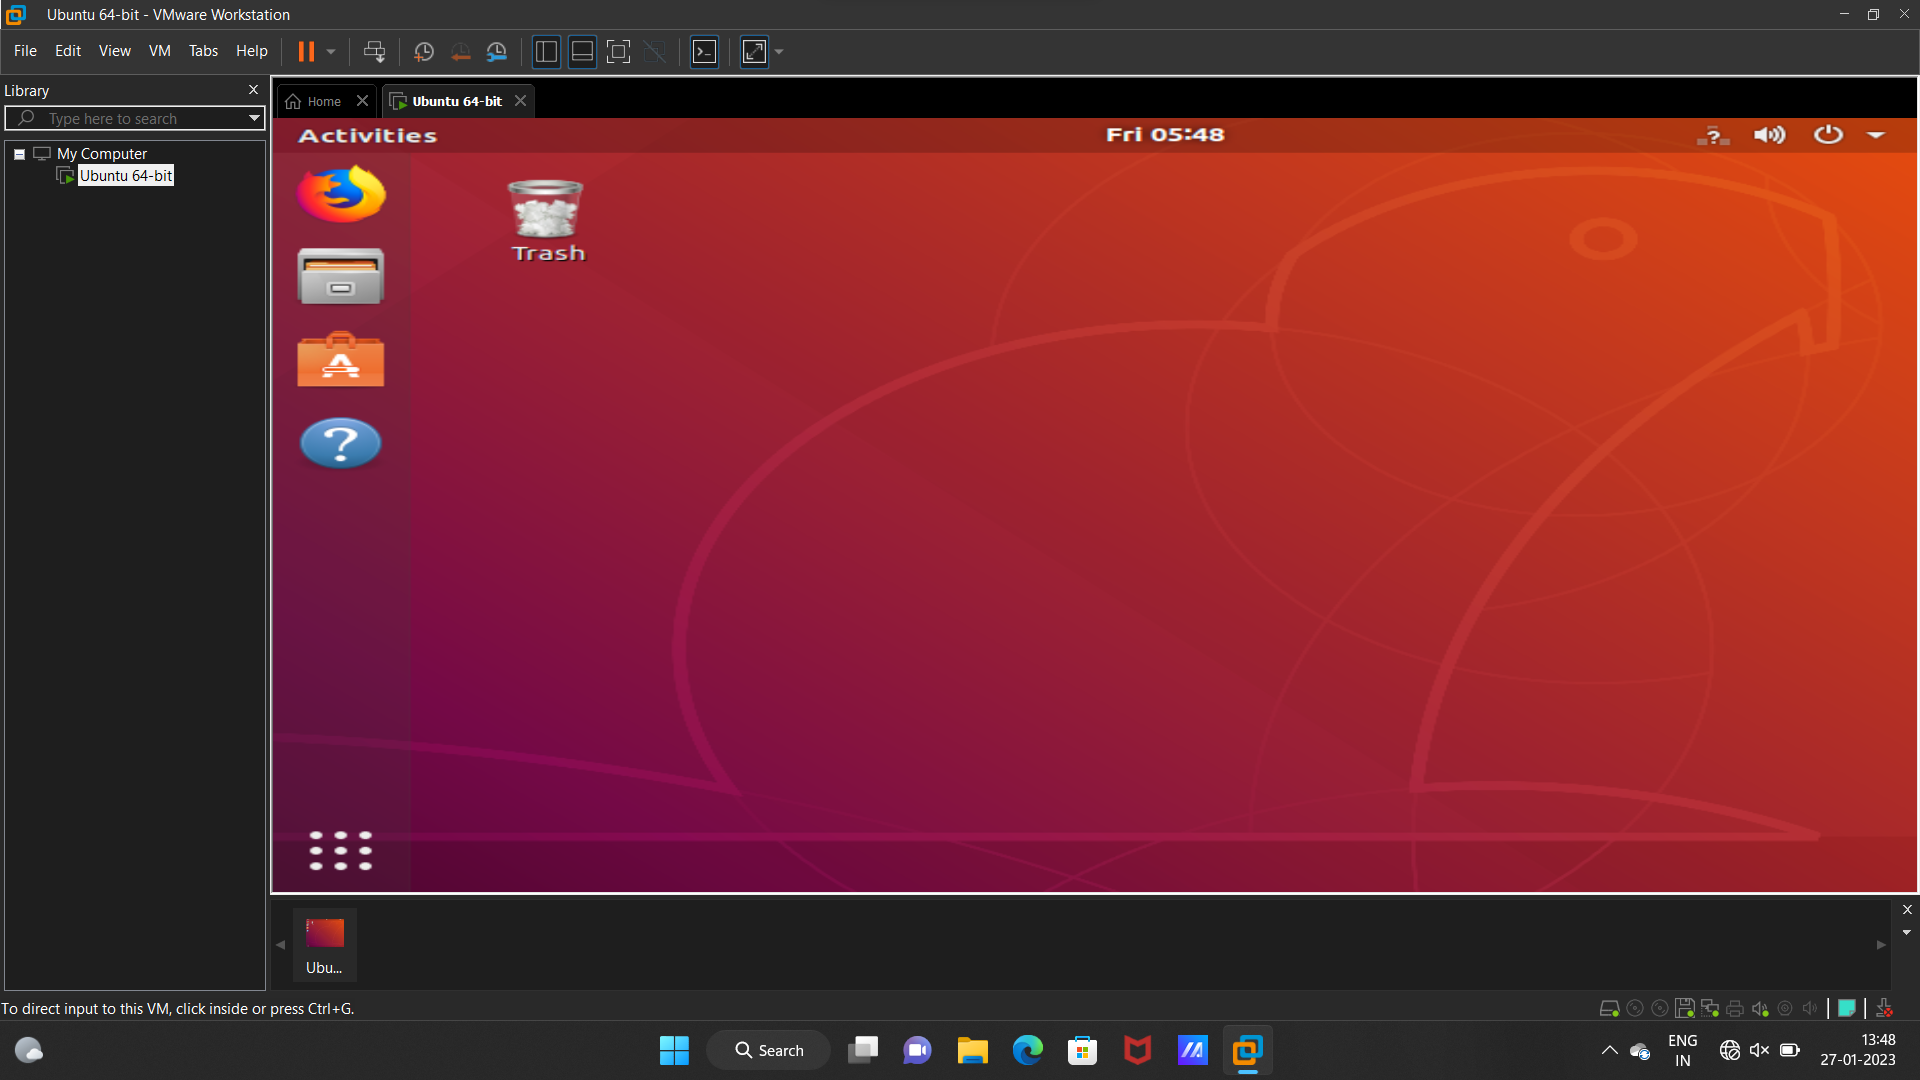 Ubuntu 64-bit - VMware Workstation
File Edit View VM Tabs Help
Library
Type here to search
My Computer
Ubuntu 64-bit
Home
Ubuntu 64-bit
Activities
Fri 05:48
Trash
Ubu...
To direct input to this VM, click inside or press Ctrl+G.
Search
ENG
IN
13:48
27-01-2023